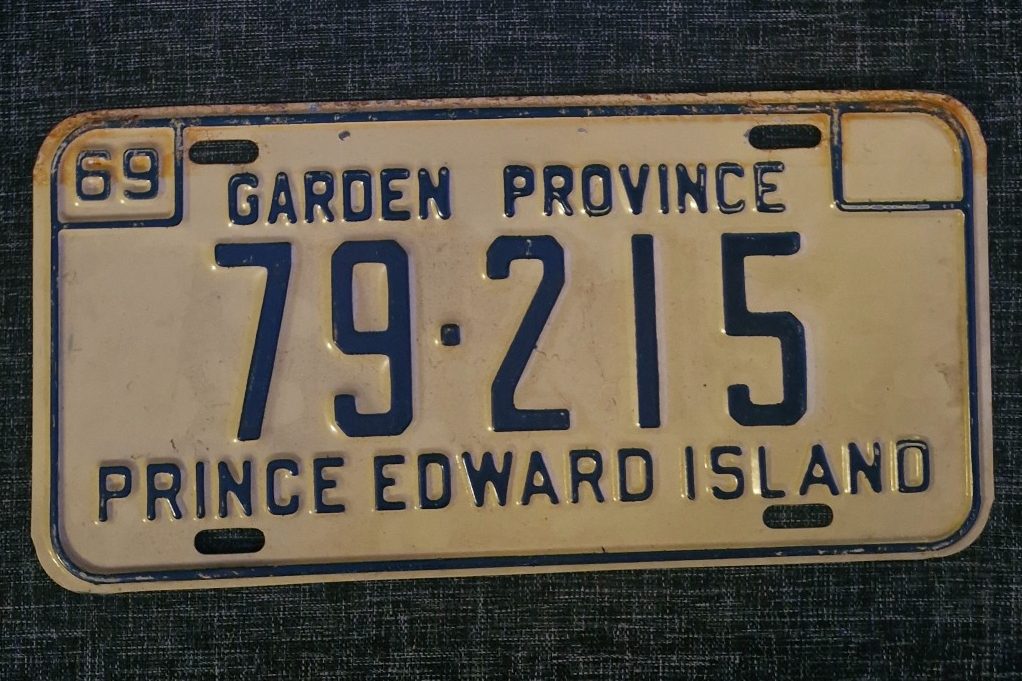 69
GARDEN PROVINCE
79·215
PRINCE EDWARD ISLAND